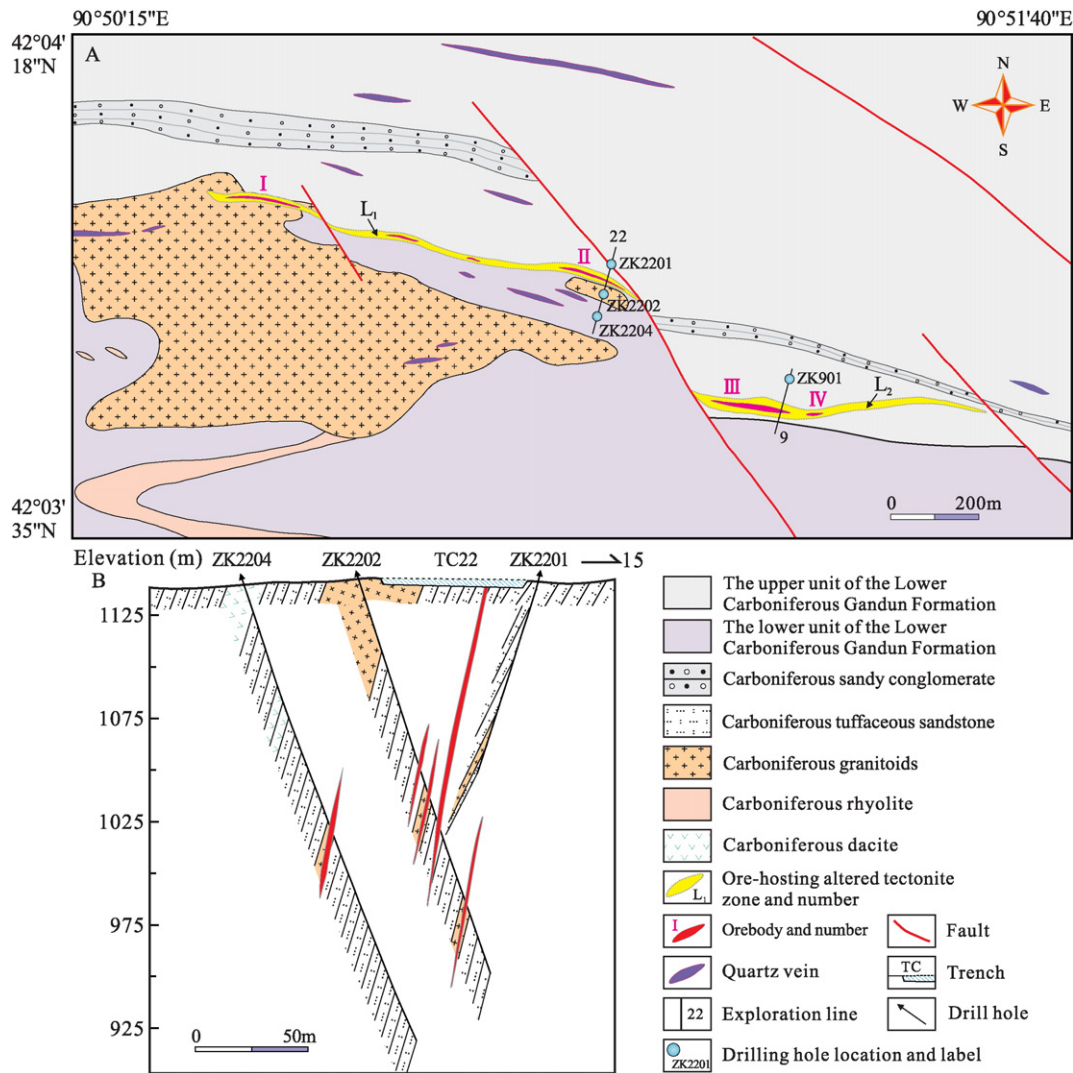 90°50'15"E
90°51'40"E
42°04'
18"N
A
N
W
E
S
I
L₁
22
II
ZK2201
ZK2202
ZK2204
ZK901
III
IV
L₂
9
42°03'
35"N
0
200m
Elevation (m)
ZK2204
ZK2202
TC22
ZK2201
15
B
1125
1075
1025
975
925
0
50m
The upper unit of the Lower
Carboniferous Gandun Formation
The lower unit of the Lower
Carboniferous Gandun Formation
Carboniferous sandy conglomerate
Carboniferous tuffaceous sandstone
Carboniferous granitoids
Carboniferous rhyolite
Carboniferous dacite
L₁
Ore-hosting altered tectonite
zone and number
I
Orebody and number
Fault
Quartz vein
TC
Trench
22
Exploration line
Drill hole
ZK2201
Drilling hole location and label